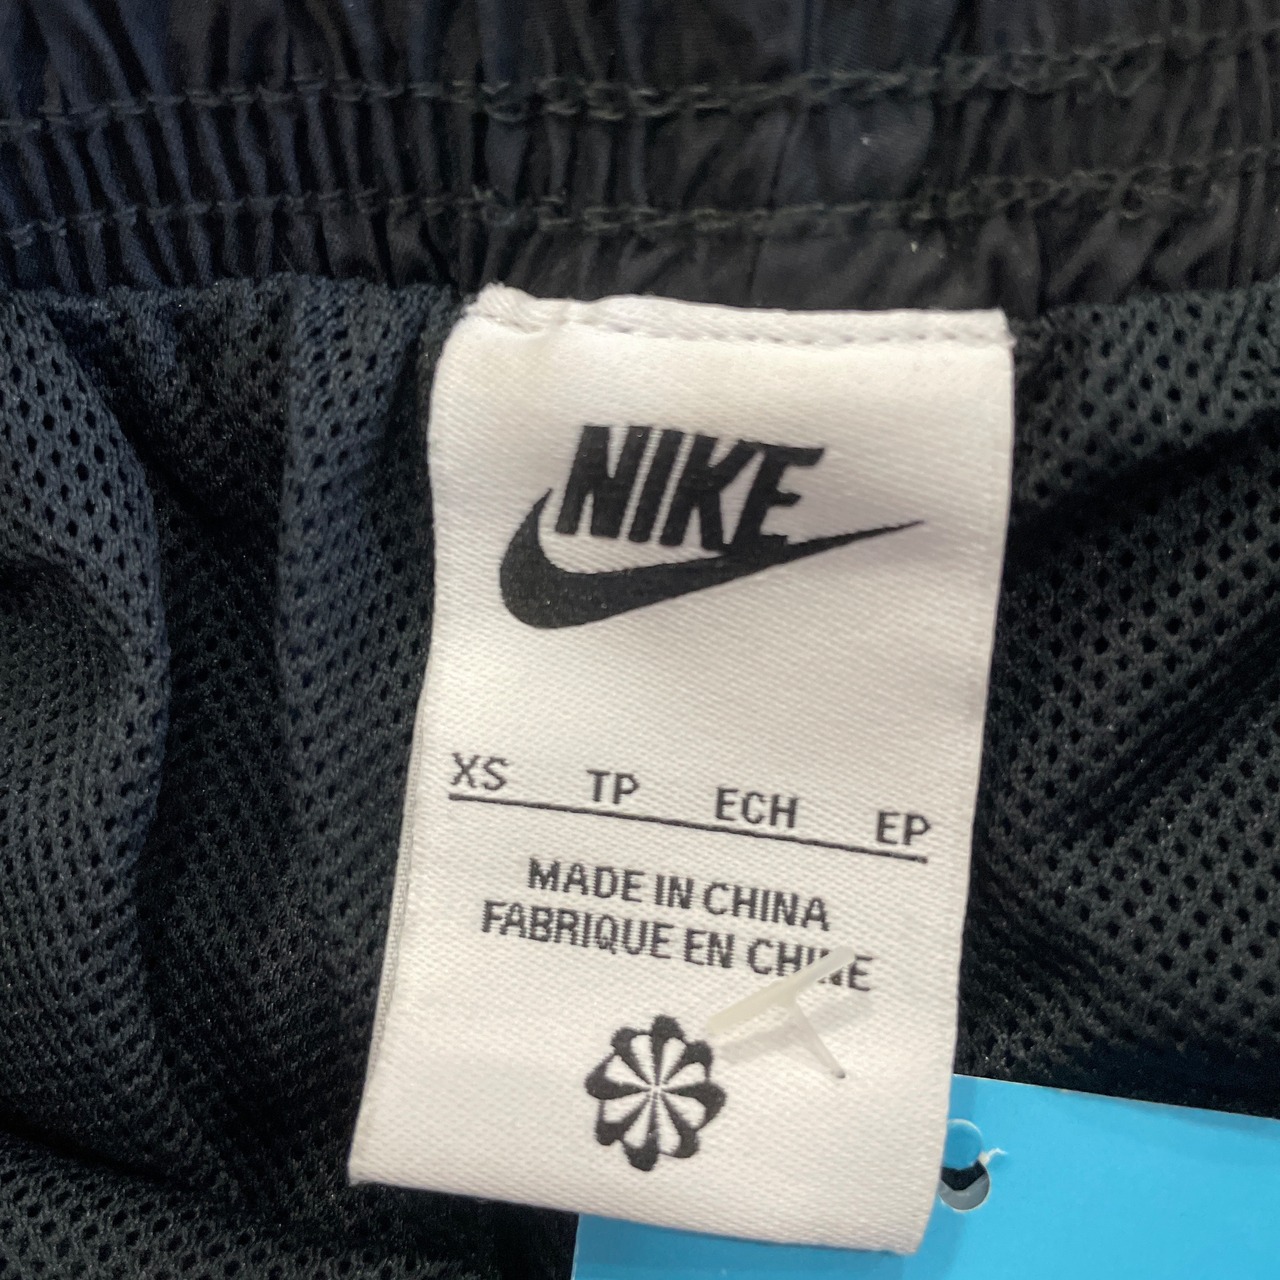 NIKE
XS TP ECH EP
MADE IN CHINA
FABRIQUE EN CHINE